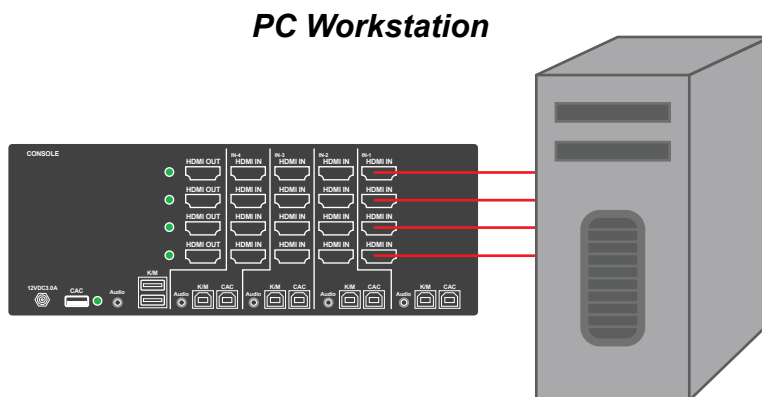 PC Workstation
CONSOLE
IN-4 IN-3 IN-2 IN-1
HDMI OUT HDMI IN HDMI IN HDMI IN HDMI IN
HDMI OUT HDMI IN HDMI IN HDMI IN HDMI IN
HDMI OUT HDMI IN HDMI IN HDMI IN HDMI IN
HDMI OUT HDMI IN HDMI IN HDMI IN HDMI IN
K/M
12VDC3.0A CAC Audio Audio K/M CAC Audio K/M CAC Audio K/M CAC Audio K/M CAC